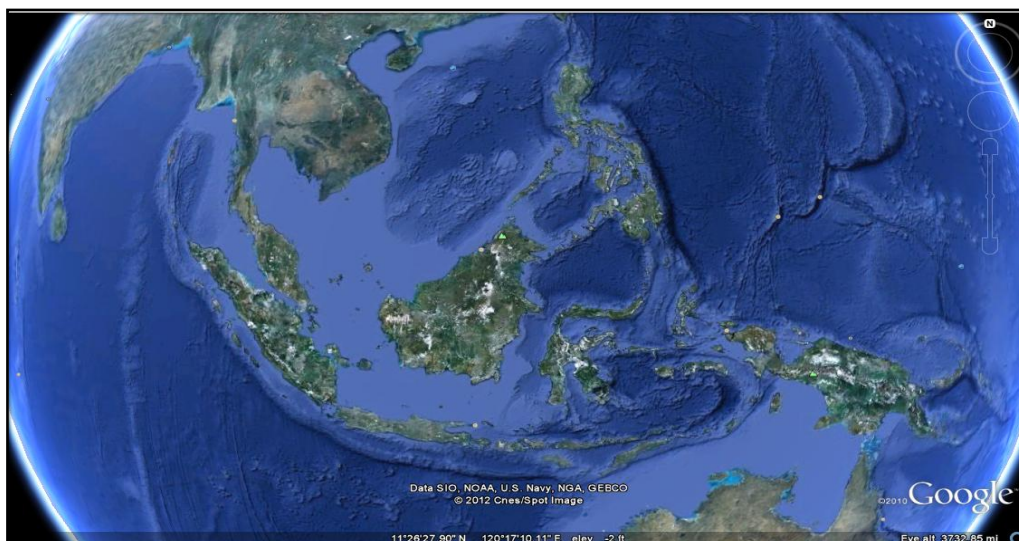 N
Data SIO, NOAA, U.S. Navy, NGA, GEBCO
© 2012 Cnes/Spot Image
©2010 Google
11°26'27.90" N 120°17'10.11" E elev -2 ft Eye alt 3732.85 mi